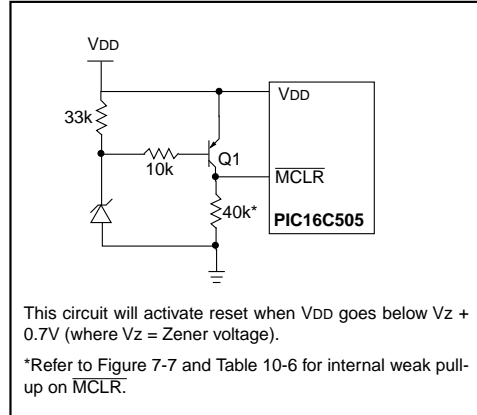 VDD
VDD
33k
10k
Q1
MCLR
40k*
PIC16C505
This circuit will activate reset when VDD goes below Vz +
0.7V (where Vz = Zener voltage).
*Refer to Figure 7-7 and Table 10-6 for internal weak pull-
up on MCLR.